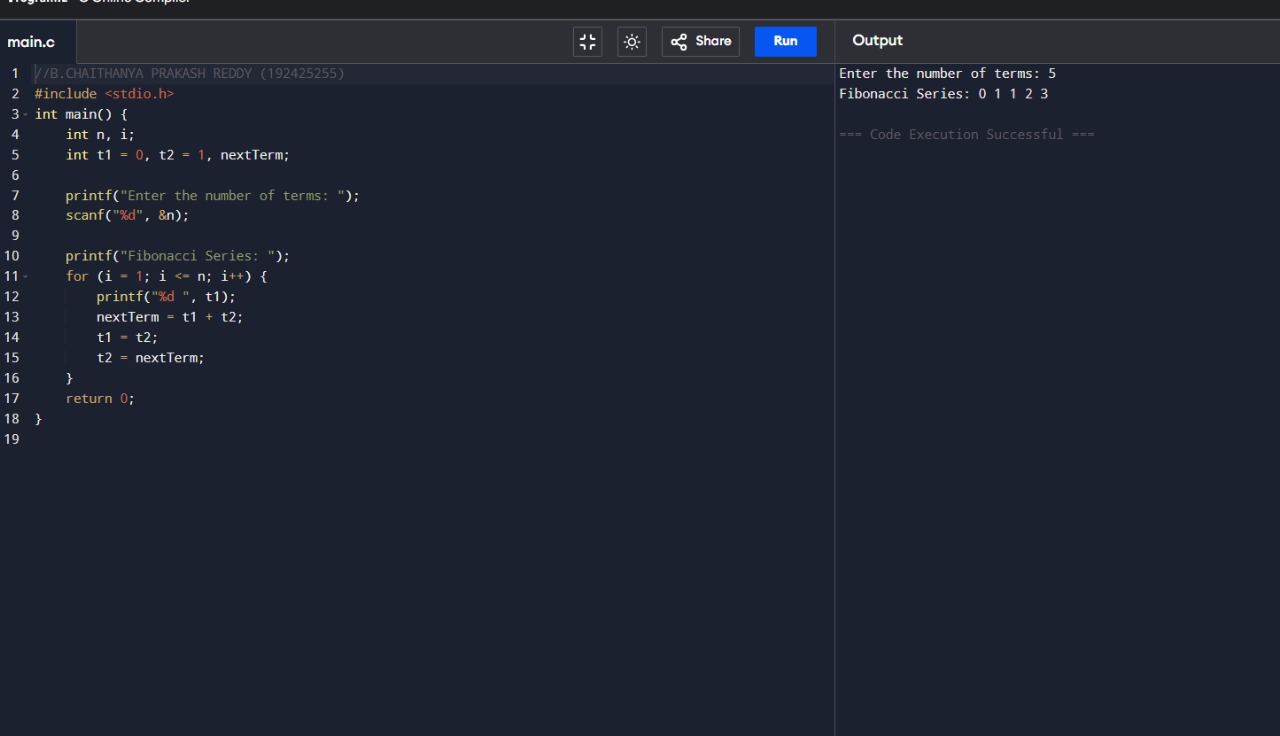 Programiz C Online Compiler
main.c
Share
Run
Output
1 //B.CHAITHANYA PRAKASH REDDY (192425255)
2 #include <stdio.h>
3 int main() {
4     int n, i;
5     int t1 = 0, t2 = 1, nextTerm;
6
7     printf("Enter the number of terms: ");
8     scanf("%d", &n);
9
10     printf("Fibonacci Series: ");
11     for (i = 1; i <= n; i++) {
12         printf("%d ", t1);
13         nextTerm = t1 + t2;
14         t1 = t2;
15         t2 = nextTerm;
16     }
17     return 0;
18 }
19
Enter the number of terms: 5
Fibonacci Series: 0 1 1 2 3
=== Code Execution Successful ===